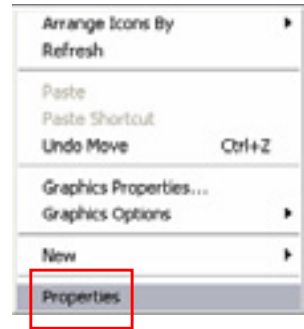 Arrange Icons By
Refresh
Paste
Paste Shortcut
Undo Move Ctrl+Z
Graphics Properties...
Graphics Options
New
Properties